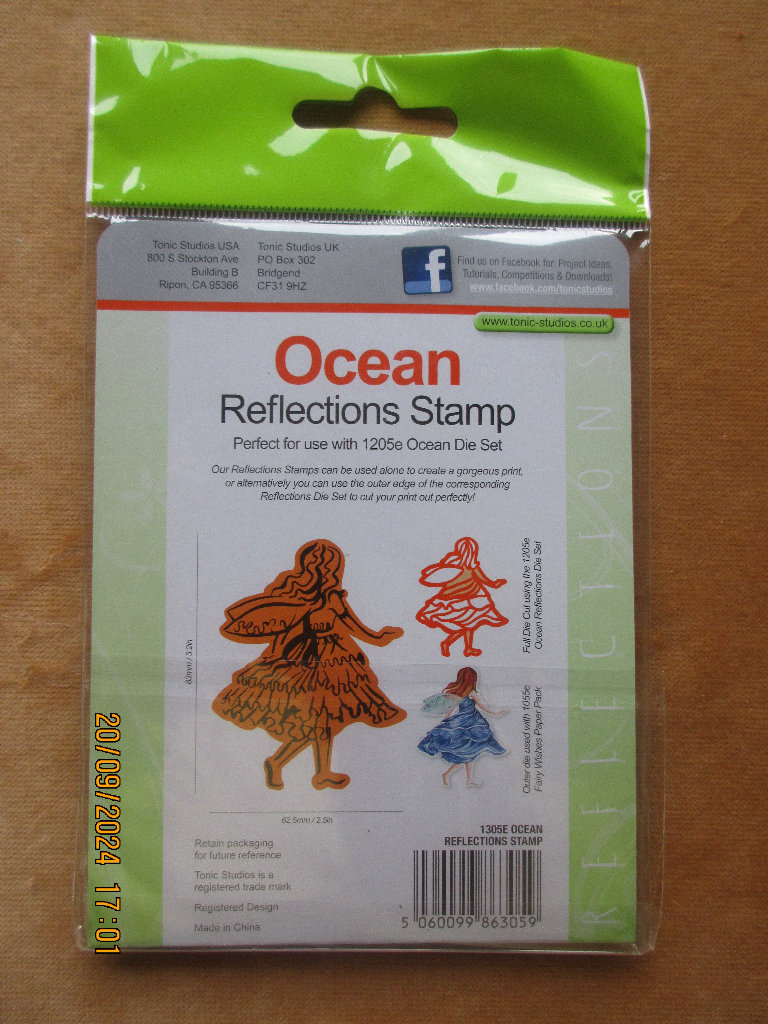 Tonic Studios USA
800 S Stockton Ave
Building B
Ripon, CA 95366
Tonic Studios UK
PO Box 302
Bridgend
CF31 9HZ
f
Find us on Facebook for: Project Ideas,
Tutorials, Competitions & Downloads!
www.facebook.com/tonicstudios
www.tonic-studios.co.uk
Ocean
Reflections Stamp
Perfect for use with 1205e Ocean Die Set
Our Reflections Stamps can be used alone to create a gorgeous print,
or alternatively you can use the outer edge of the corresponding
Reflections Die Set to cut your print out perfectly!
83mm / 3.2in
Full Die Cut using the 1205e
Ocean Reflections Die Set
Outer die used with 1055e
Fairy Wishes Paper Pack
62.5mm / 2.5in
1305E OCEAN
REFLECTIONS STAMP
Retain packaging
for future reference
Tonic Studios is a
registered trade mark
Registered Design
Made in China
5 060099 863059
REFLECTIONS
20/09/2024 17:01